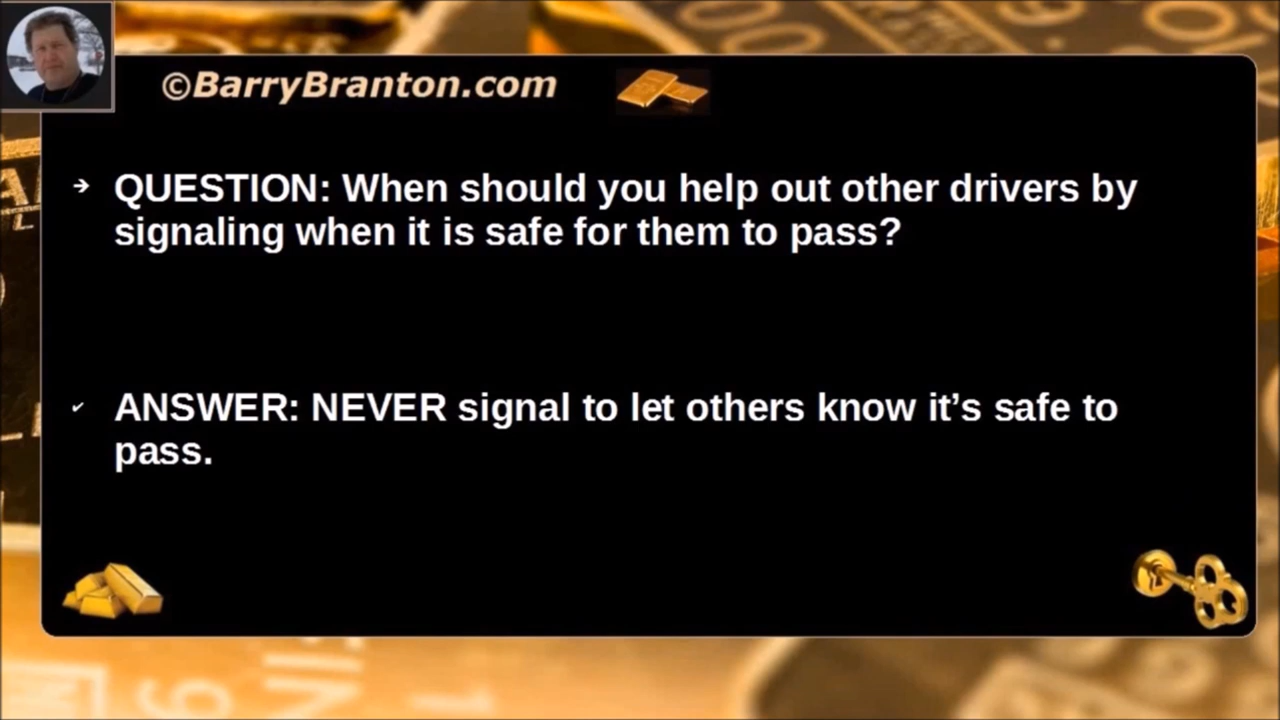 ©BarryBranton.com
➔ QUESTION: When should you help out other drivers by
signaling when it is safe for them to pass?
✔ ANSWER: NEVER signal to let others know it’s safe to
pass.